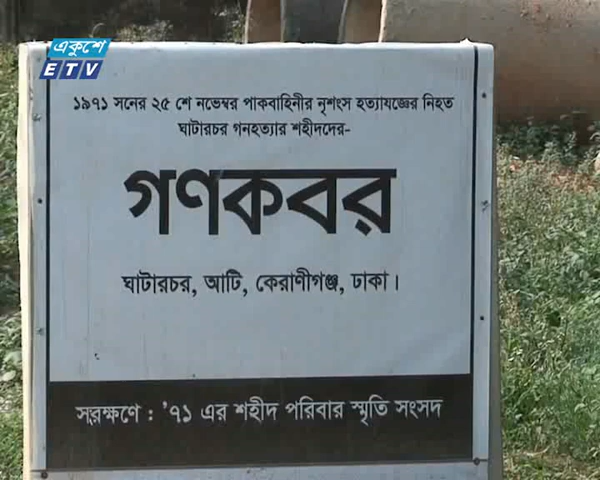 একুশে
ETV
১৯৭১ সনের ২৫ শে নভেম্বর পাকবাহিনীর নৃশংস হত্যাযজ্ঞের নিহত
ঘাটারচর গনহত্যার শহীদদের-
গণকবর
ঘাটারচর, আটি, কেরাণীগঞ্জ, ঢাকা।
সংরক্ষণে : '৭১ এর শহীদ পরিবার স্মৃতি সংসদ